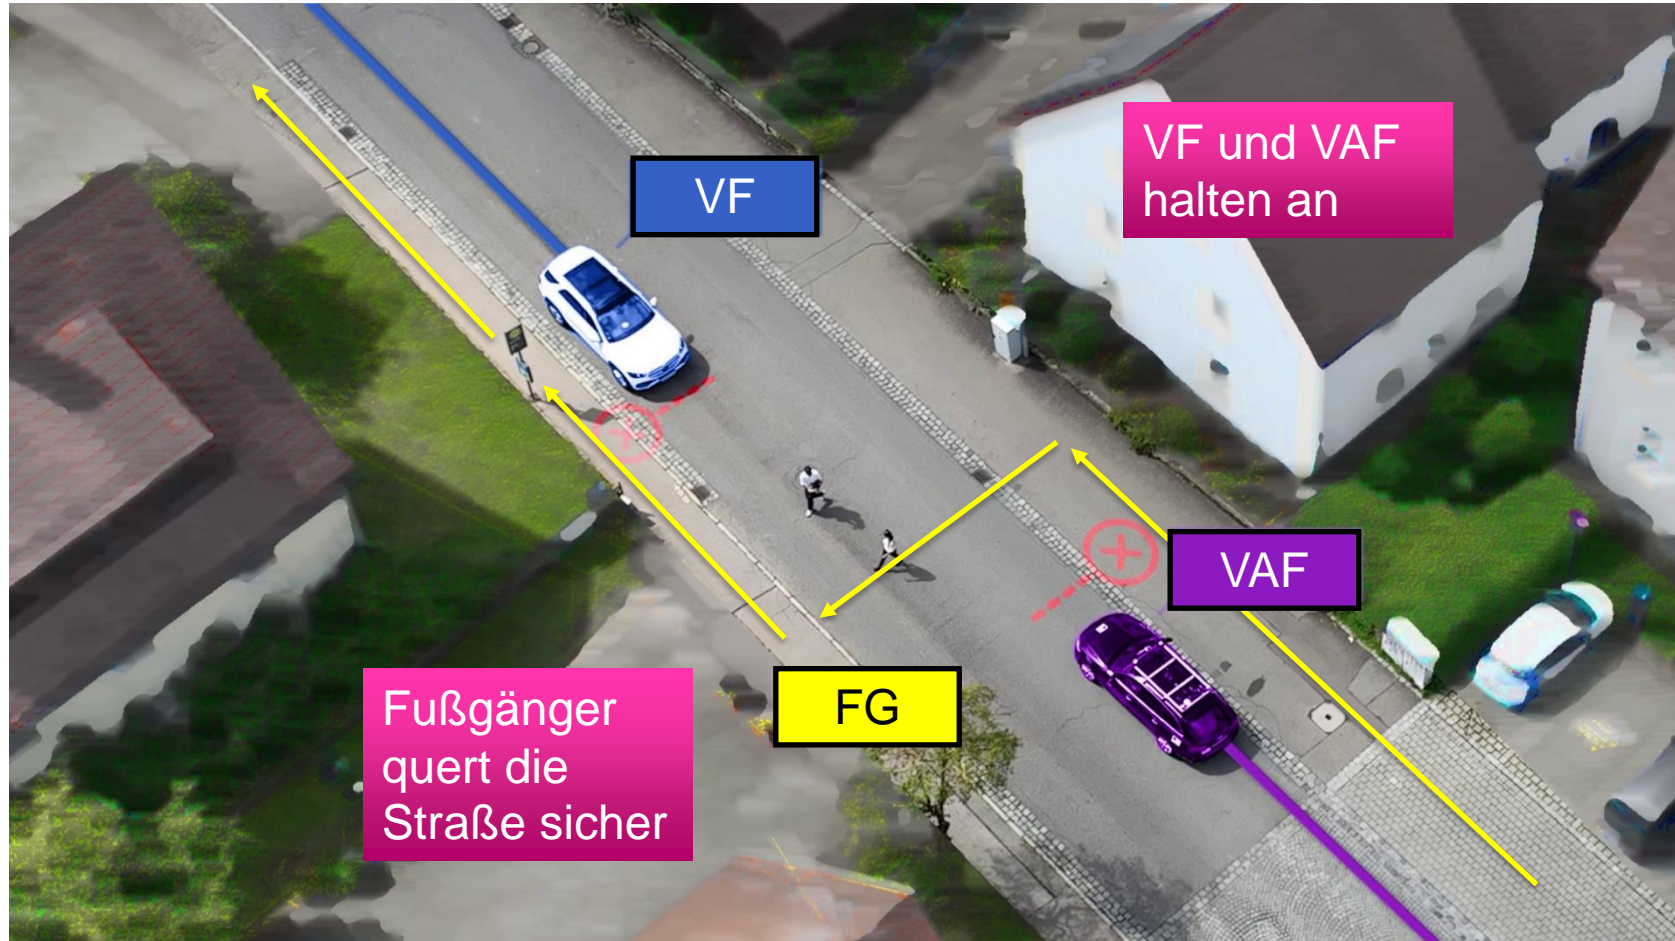 VF
VF und VAF
halten an
VAF
FG
Fußgänger
quert die
Straße sicher